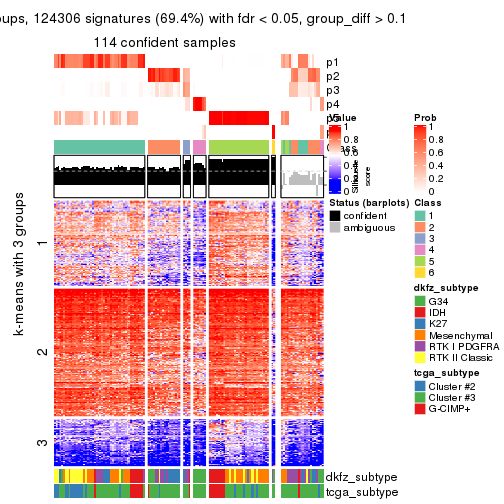 oups, 124306 signatures (69.4%) with fdr < 0.05, group_diff > 0.1
114 confident samples
p1
p2
p3
p4
Value
1
0.8
0.6
0.4
0.2
0
Prob
1
0.8
0.6
0.4
0.2
0
Silhouette
score
Status (barplots)
confident
ambiguous
Class
1
2
3
4
5
6
dkfz_subtype
G34
IDH
K27
Mesenchymal
RTK I PDGFRA
RTK II Classic
tcga_subtype
Cluster #2
Cluster #3
G-CIMP+
k-means with 3 groups
1
2
3
dkfz_subtype
tcga_subtype